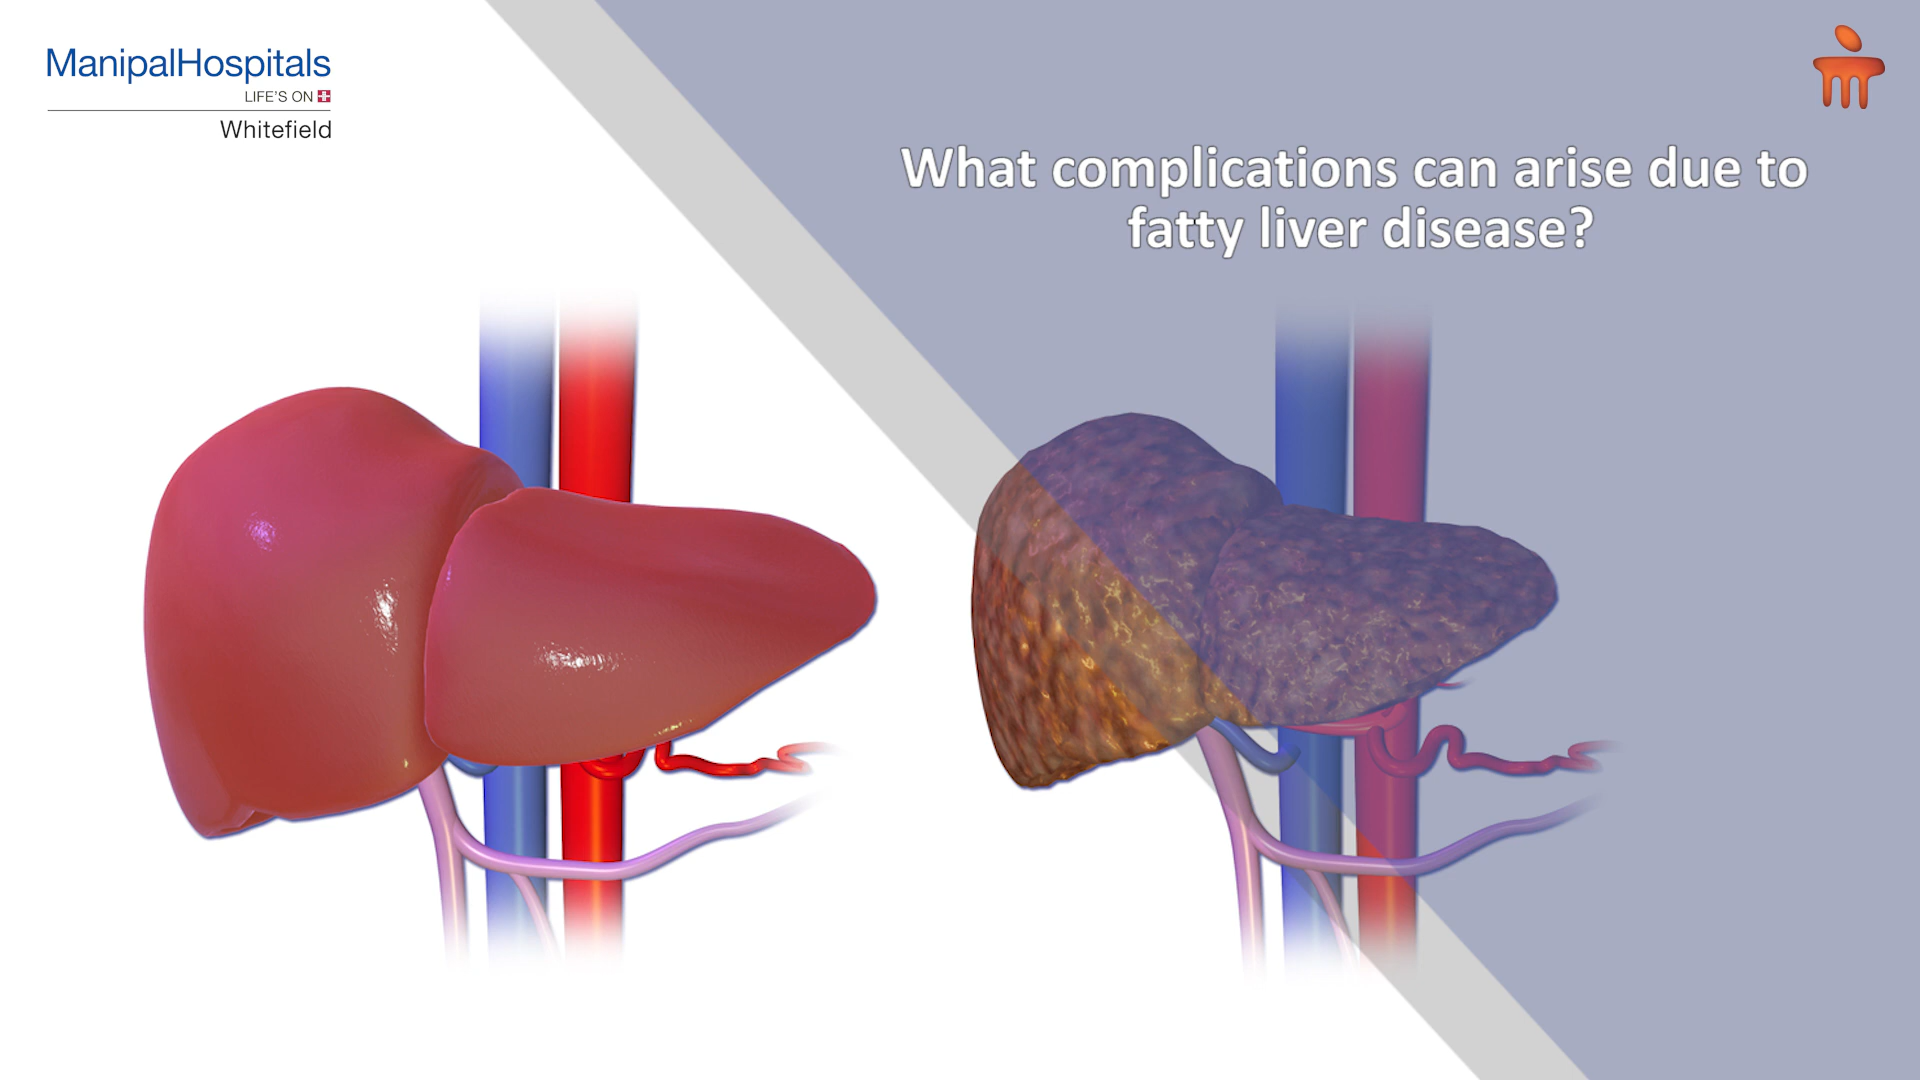 ManipalHospitals
LIFE'S ON
Whitefield
What complications can arise due to
fatty liver disease?